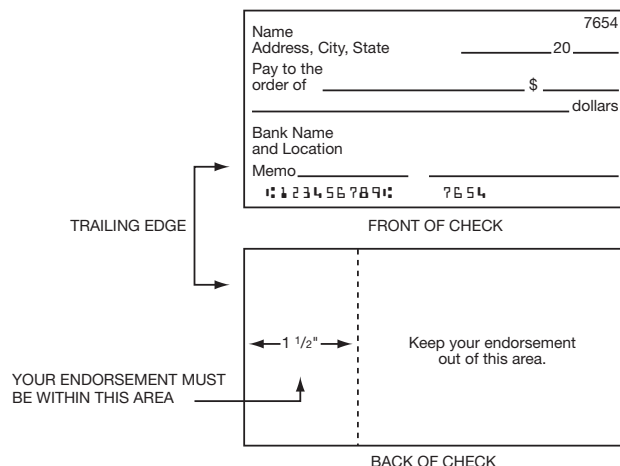 7654
Name
Address, City, State 20
Pay to the
order of $
dollars
Bank Name
and Location
Memo
⑆123456789⑆ 7654
TRAILING EDGE
FRONT OF CHECK
1 1/2"
Keep your endorsement
out of this area.
YOUR ENDORSEMENT MUST
BE WITHIN THIS AREA
BACK OF CHECK